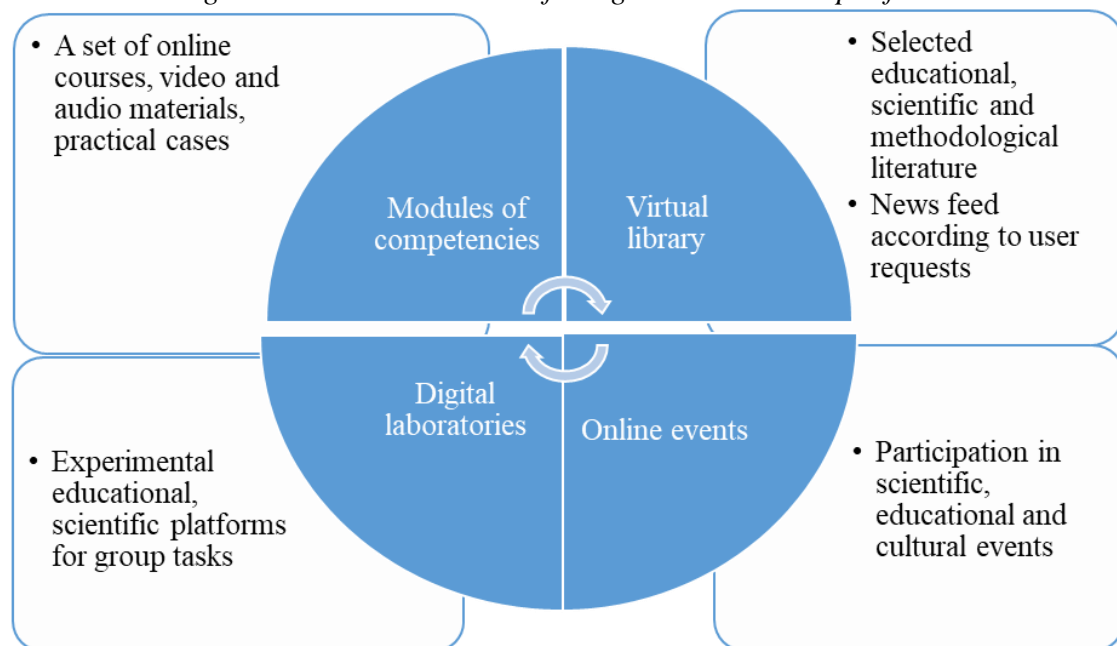 • A set of online
courses, video and
audio materials,
practical cases
Modules of
competencies
Virtual
library
• Selected
educational,
scientific and
methodological
literature
• News feed
according to user
requests
• Experimental
educational,
scientific platforms
for group tasks
Digital
laboratories
Online events
• Participation in
scientific,
educational and
cultural events